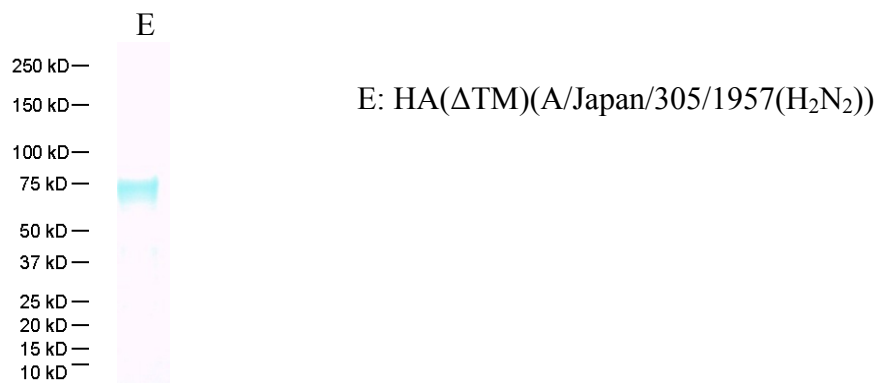 E
250 kD
150 kD
E: HA(ΔTM)(A/Japan/305/1957(H₂N₂))
100 kD
75 kD
50 kD
37 kD
25 kD
20 kD
15 kD
10 kD